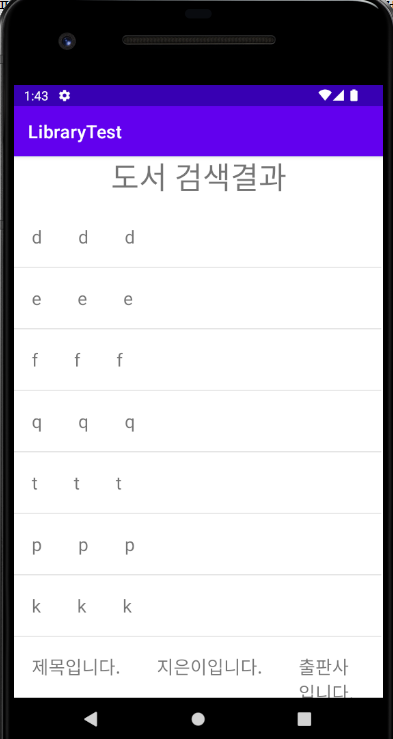 1:43
LibraryTest
도서 검색결과
d d d
e e e
f f f
q q q
t t t
p p p
k k k
제목입니다. 지은이입니다. 출판사
입니다